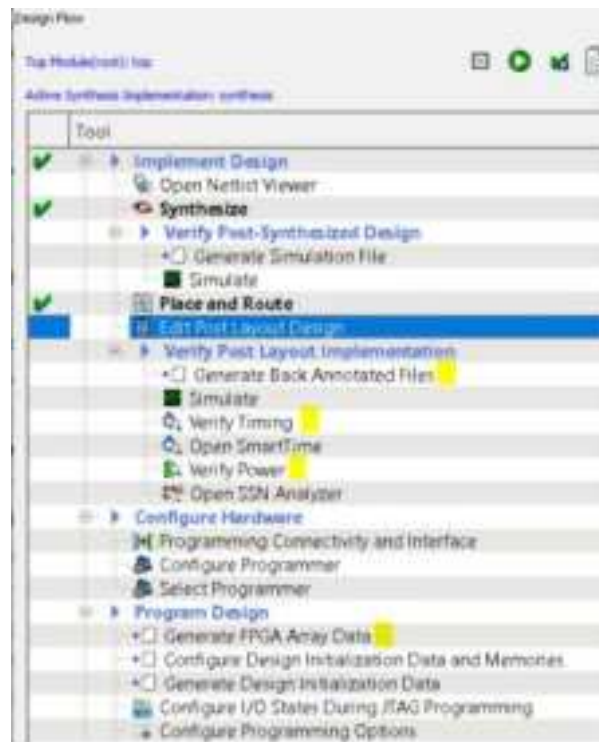 Design Flow
Top Module(root): top
Active Synthesis Implementation: synthesis
Tool
Implement Design
Open Netlist Viewer
Synthesize
Verify Post-Synthesized Design
Generate Simulation File
Simulate
Place and Route
Edit Post Layout Design
Verify Post Layout Implementation
Generate Back Annotated Files
Simulate
Verify Timing
Open SmartTime
Verify Power
Open SSN Analyzer
Configure Hardware
Programming Connectivity and Interface
Configure Programmer
Select Programmer
Program Design
Generate FPGA Array Data
Configure Design Initialization Data and Memories
Generate Design Initialization Data
Configure I/O States During JTAG Programming
Configure Programming Options